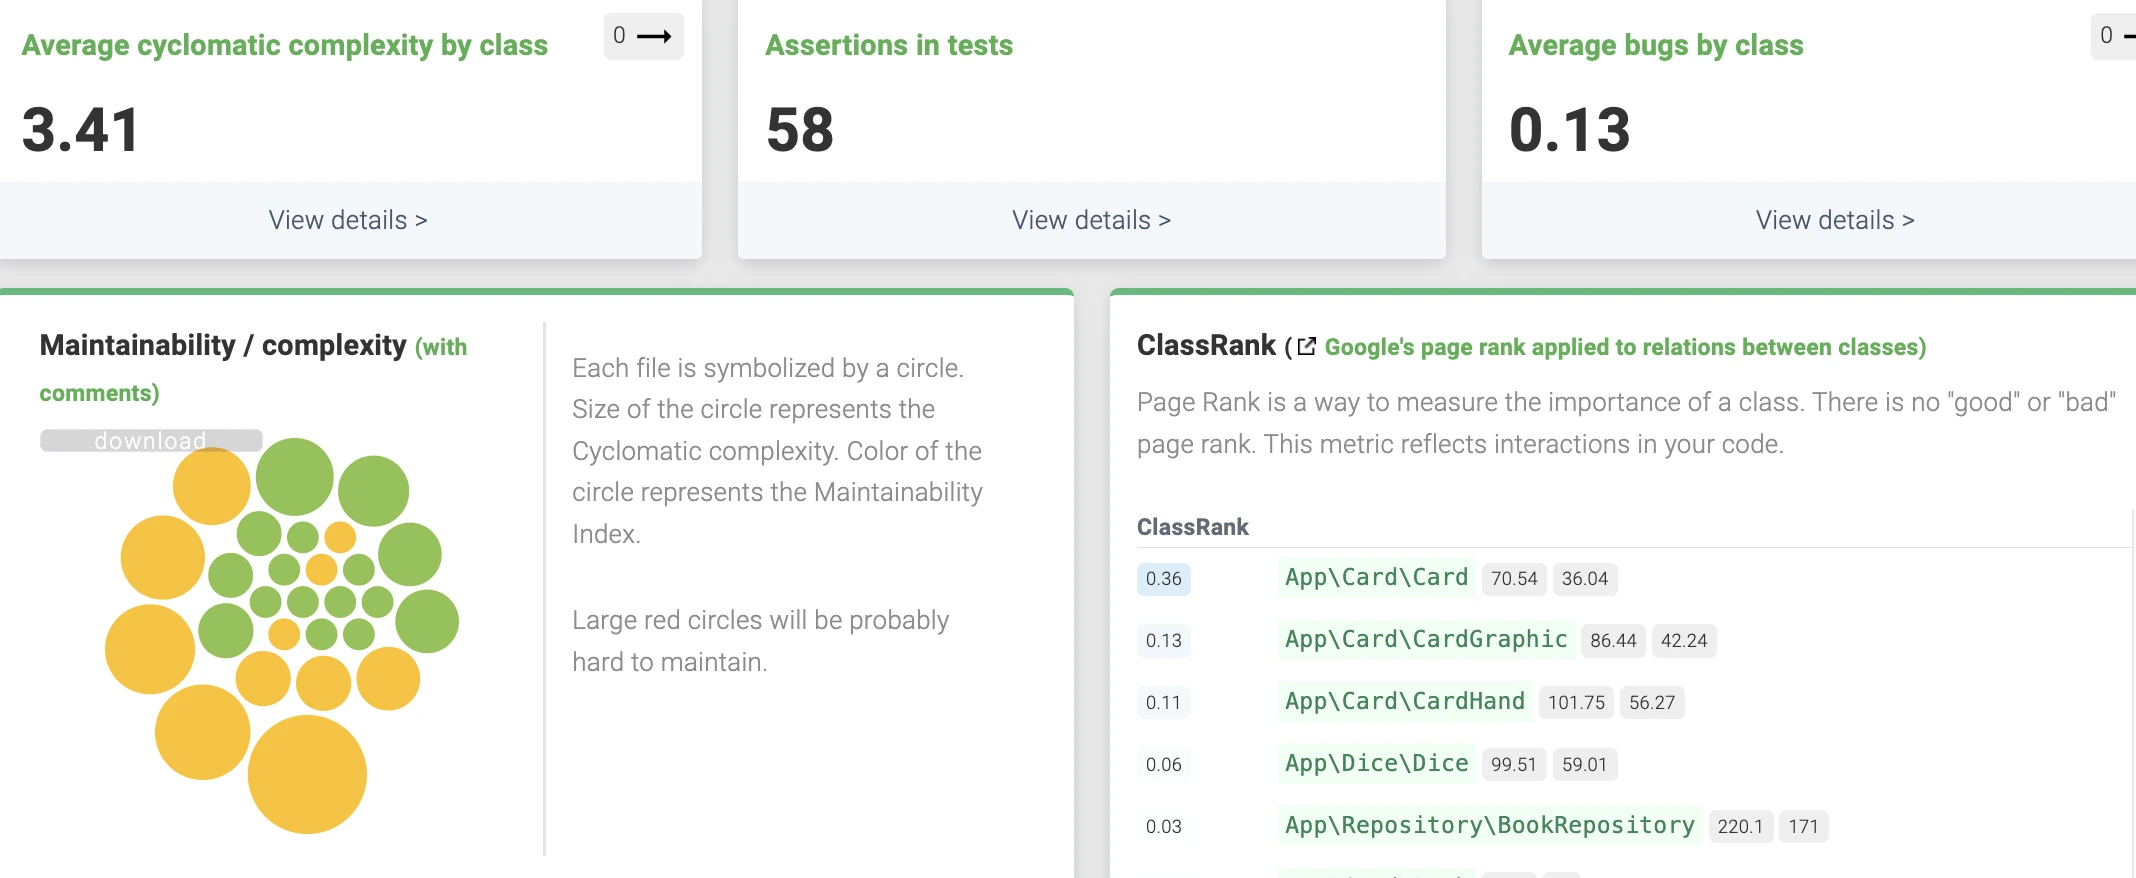 Average cyclomatic complexity by class
0 →
3.41
View details >
Assertions in tests
58
View details >
Average bugs by class
0
0.13
View details >
Maintainability / complexity (with
comments)
download
Each file is symbolized by a circle.
Size of the circle represents the
Cyclomatic complexity. Color of the
circle represents the Maintainability
Index.
Large red circles will be probably
hard to maintain.
ClassRank ( Google's page rank applied to relations between classes)
Page Rank is a way to measure the importance of a class. There is no "good" or "bad"
page rank. This metric reflects interactions in your code.
ClassRank
0.36 App\Card\Card 70.54 36.04
0.13 App\Card\CardGraphic 86.44 42.24
0.11 App\Card\CardHand 101.75 56.27
0.06 App\Dice\Dice 99.51 59.01
0.03 App\Repository\BookRepository 220.1 171